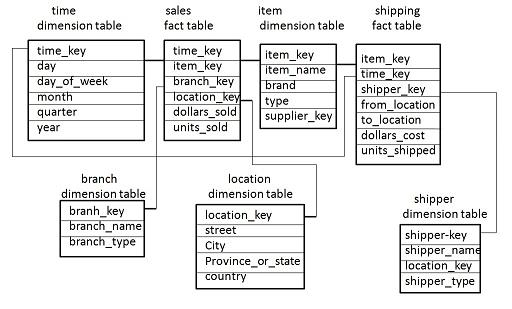 time
dimension table
time_key
day
day_of_week
month
quarter
year
sales
fact table
time_key
item_key
branch_key
location_key
dollars_sold
units_sold
item
dimension table
item_key
item_name
brand
type
supplier_key
shipping
fact table
item_key
time_key
shipper_key
from_location
to_location
dollars_cost
units_shipped
branch
dimension table
branh_key
branch_name
branch_type
location
dimension table
location_key
street
City
Province_or_state
country
shipper
dimension table
shipper-key
shipper_name
location_key
shipper_type